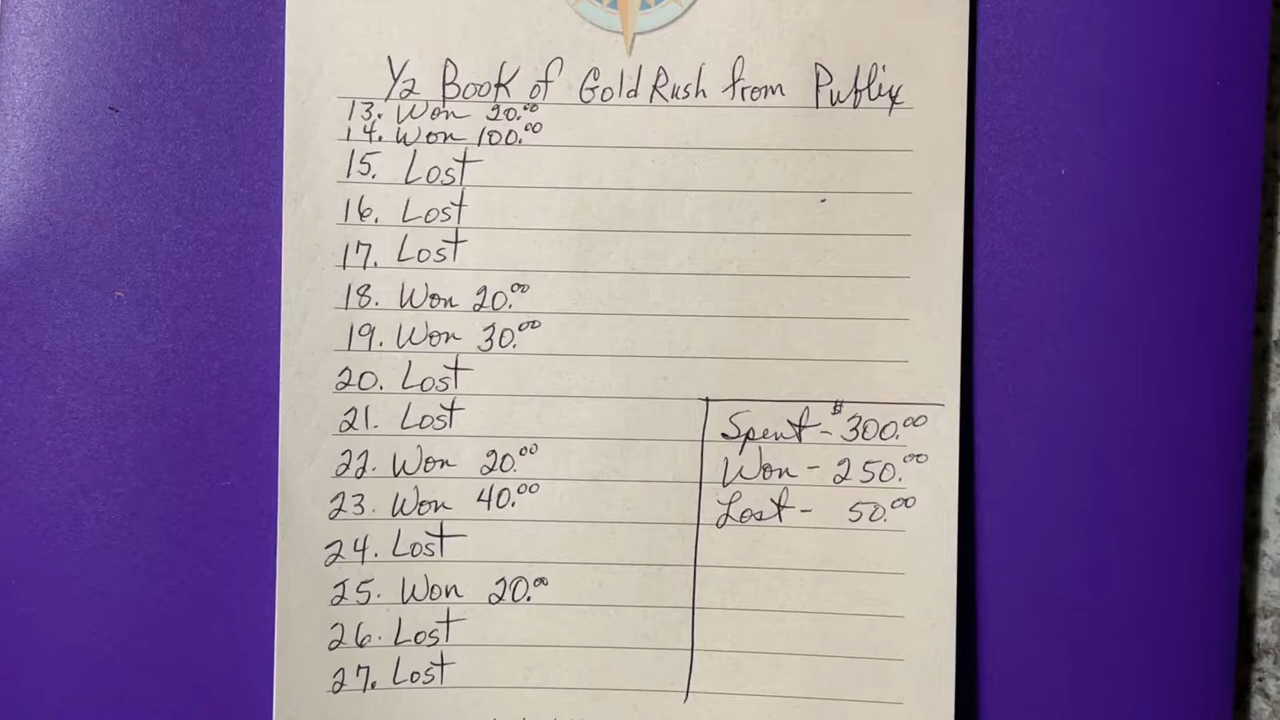 1/2 Book of Gold Rush from Publix
13. Won 20.00
14. Won 100.00
15. Lost
16. Lost
17. Lost
18. Won 20.00
19. Won 30.00
20. Lost
21. Lost
22. Won 20.00
23. Won 40.00
24. Lost
25. Won 20.00
26. Lost
27. Lost
Spent - $300.00
Won - 250.00
Lost - 50.00